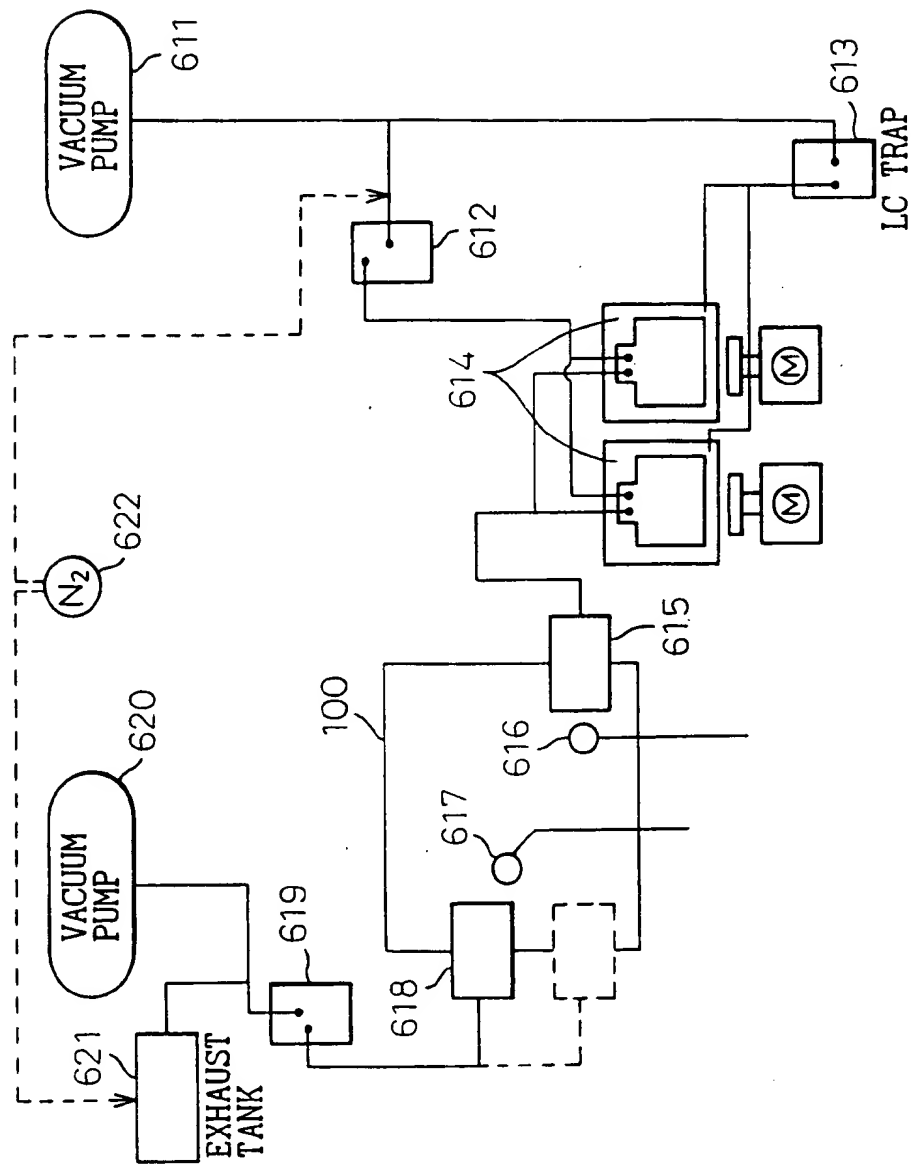 VACUUM
PUMP
611
612
613
LC TRAP
614
M
M
N2
622
VACUUM
PUMP
620
100
615
616
617
618
619
621
EXHAUST
TANK